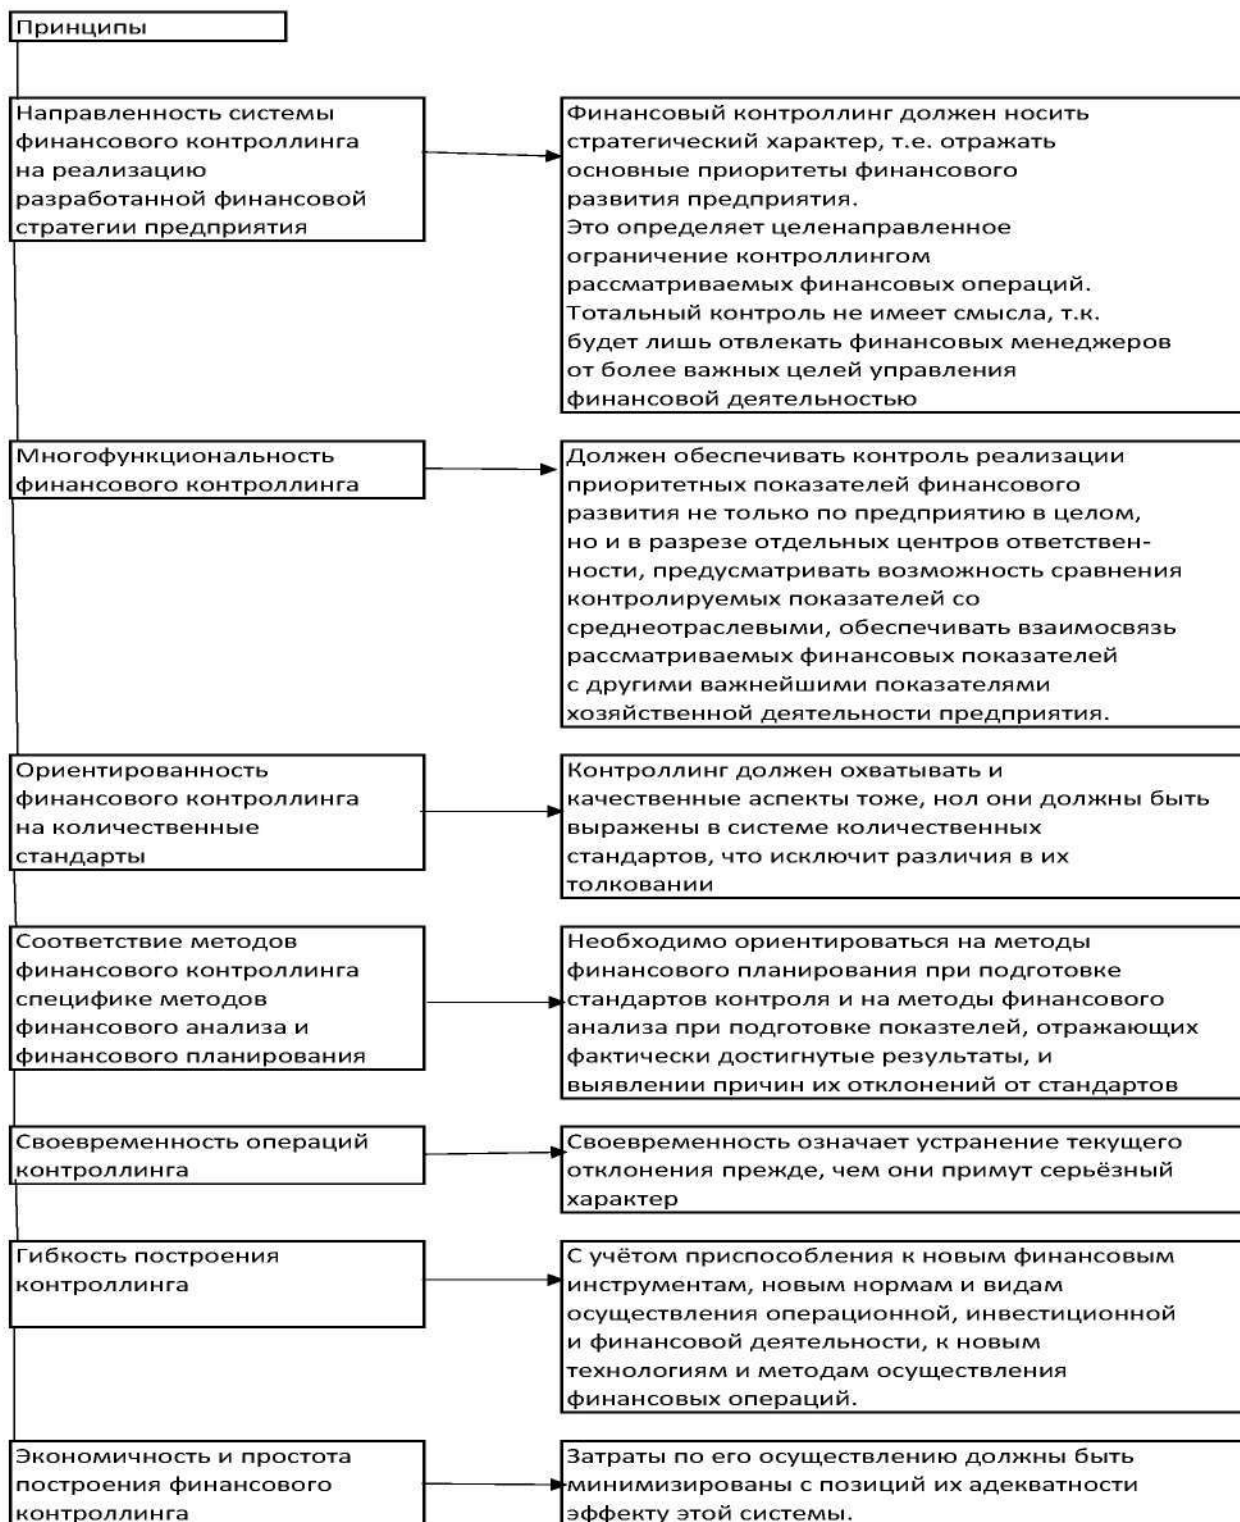 Принципы
Направленность системы
финансового контроллинга
на реализацию
разработанной финансовой
стратегии предприятия
Финансовый контроллинг должен носить
стратегический характер, т.е. отражать
основные приоритеты финансового
развития предприятия.
Это определяет целенаправленное
ограничение контроллингом
рассматриваемых финансовых операций.
Тотальный контроль не имеет смысла, т.к.
будет лишь отвлекать финансовых менеджеров
от более важных целей управления
финансовой деятельностью
Многофункциональность
финансового контроллинга
Должен обеспечивать контроль реализации
приоритетных показателей финансового
развития не только по предприятию в целом,
но и в разрезе отдельных центров ответствен-
ности, предусматривать возможность сравнения
контролируемых показателей со
среднеотраслевыми, обеспечивать взаимосвязь
рассматриваемых финансовых показателей
с другими важнейшими показателями
хозяйственной деятельности предприятия.
Ориентированность
финансового контроллинга
на количественные
стандарты
Контроллинг должен охватывать и
качественные аспекты тоже, нол они должны быть
выражены в системе количественных
стандартов, что исключит различия в их
толковании
Соответствие методов
финансового контроллинга
специфике методов
финансового анализа и
финансового планирования
Необходимо ориентироваться на методы
финансового планирования при подготовке
стандартов контроля и на методы финансового
анализа при подготовке показтелей, отражающих
фактически достигнутые результаты, и
выявлении причин их отклонений от стандартов
Своевременность операций
контроллинга
Своевременность означает устранение текущего
отклонения прежде, чем они примут серьёзный
характер
Гибкость построения
контроллинга
С учётом приспособления к новым финансовым
инструментам, новым нормам и видам
осуществления операционной, инвестиционной
и финансовой деятельности, к новым
технологиям и методам осуществления
финансовых операций.
Экономичность и простота
построения финансового
контроллинга
Затраты по его осуществлению должны быть
минимизированы с позиций их адекватности
эффекту этой системы.